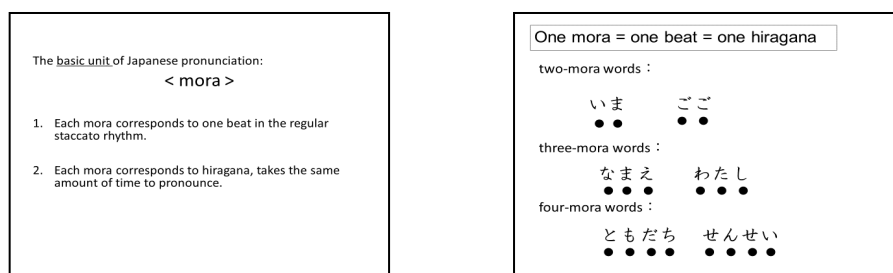 The basic unit of Japanese pronunciation:
< mora >
1. Each mora corresponds to one beat in the regular
staccato rhythm.
2. Each mora corresponds to hiragana, takes the same
amount of time to pronounce.
One mora = one beat = one hiragana
two-mora words：
いま ごご
three-mora words：
なまえ わたし
four-mora words：
ともだち せんせい